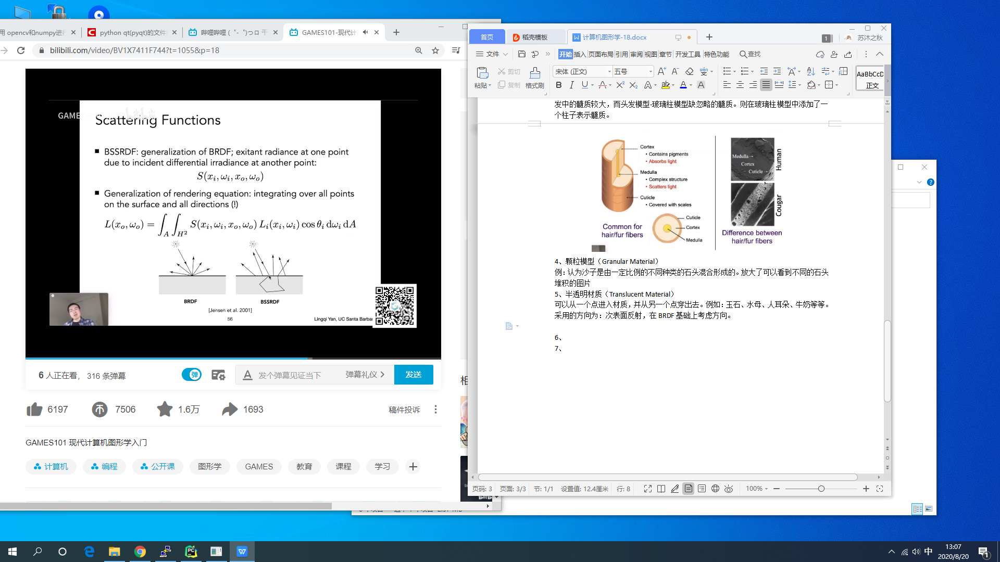 用 opencv和numpy进行
python qt(pyqt)的文件
哔哩哔哩 ( ゜- ゜)つロ 干
GAMES101-现代计
bilibili.com/video/BV1X7411F744?t=1055&p=18
GAME
Scattering Functions
BSSRDF: generalization of BRDF; exitant radiance at one point
due to incident differential irradiance at another point:
S(xᵢ, ωᵢ, xₒ, ωₒ)
Generalization of rendering equation: integrating over all points
on the surface and all directions (!)
L(xₒ, ωₒ) = ∫_A ∫_H² S(xᵢ, ωᵢ, xₒ, ωₒ) Lᵢ(xᵢ, ωᵢ) cos θᵢ dωᵢ dA
BRDF
BSSRDF
[Jensen et al. 2001]
56
Lingqi Yan, UC Santa Barbar
6 人正在看， 316 条弹幕
弹
发个弹幕见证当下
弹幕礼仪
发送
6197
7506
1.6万
1693
稿件投诉
相
GAMES101 现代计算机图形学入门
计算机
编程
公开课
图形学
GAMES
教育
课程
学习
首页
稻壳模板
计算机图形学-18.docx
1
苏沐之秋
文件
开始
插入
页面布局
引用
审阅
视图
章节
开发工具
特色功能
查找
粘贴
剪切
复制
格式刷
宋体 (正文)
五号
AaBbCcD
正文
发中的髓质较大，而头发模型-玻璃柱模型缺忽略的髓质。则在玻璃柱模型中添加了一
个柱子表示髓质。
Cortex
• Contains pigments
• Absorbs light
Medulla
• Complex structure
• Scatters light
Cuticle
• Covered with scales
Cuticle
Cortex
Medulla
Common for
hair/fur fibers
Medulla
Cortex
Cuticle
Human
Cougar
Difference between
hair/fur fibers
4、颗粒模型（Granular Material）
例：认为沙子是由一定比例的不同种类的石头混合形成的。放大了可以看到不同的石头
堆积的图片
5、半透明材质（Translucent Material）
可以从一个点进入材质，并从另一个点穿出去。例如：玉石、水母、人耳朵、牛奶等等。
采用的方向为：次表面反射，在 BRDF 基础上考虑方向。
6、
7、
页码: 3
页面: 3/3
节: 1/1
设置值: 12.4厘米
行: 8
100%
中
13:07
2020/8/20
1